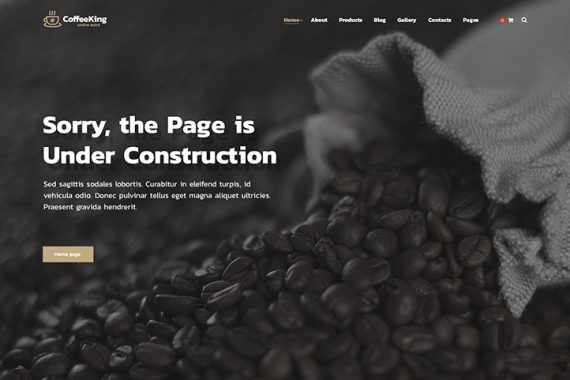 CoffeeKing
online store
Home
About
Products
Blog
Gallery
Contacts
Pages
0
Sorry, the Page is
Under Construction
Sed sagittis sodales lobortis. Curabitur in eleifend turpis, id
vehicula odio. Donec pulvinar tellus eget magna aliquet ultricies.
Praesent gravida hendrerit.
Home page